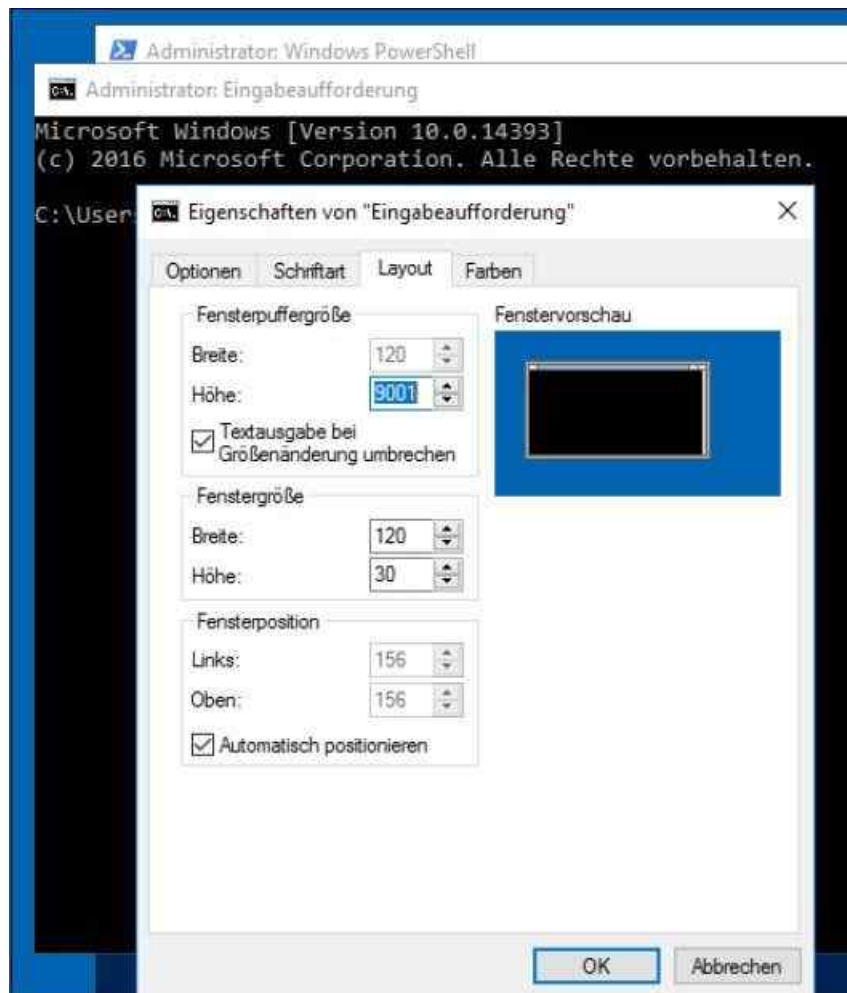 Administrator: Windows PowerShell
Administrator: Eingabeaufforderung
Microsoft Windows [Version 10.0.14393]
(c) 2016 Microsoft Corporation. Alle Rechte vorbehalten.
C:\User
Eigenschaften von "Eingabeaufforderung"
Optionen Schriftart Layout Farben
Fensterpuffergröße
Breite: 120
Höhe: 9001
Textausgabe bei
Größenänderung umbrechen
Fenstergröße
Breite: 120
Höhe: 30
Fensterposition
Links: 156
Oben: 156
Automatisch positionieren
Fenstervorschau
OK Abbrechen